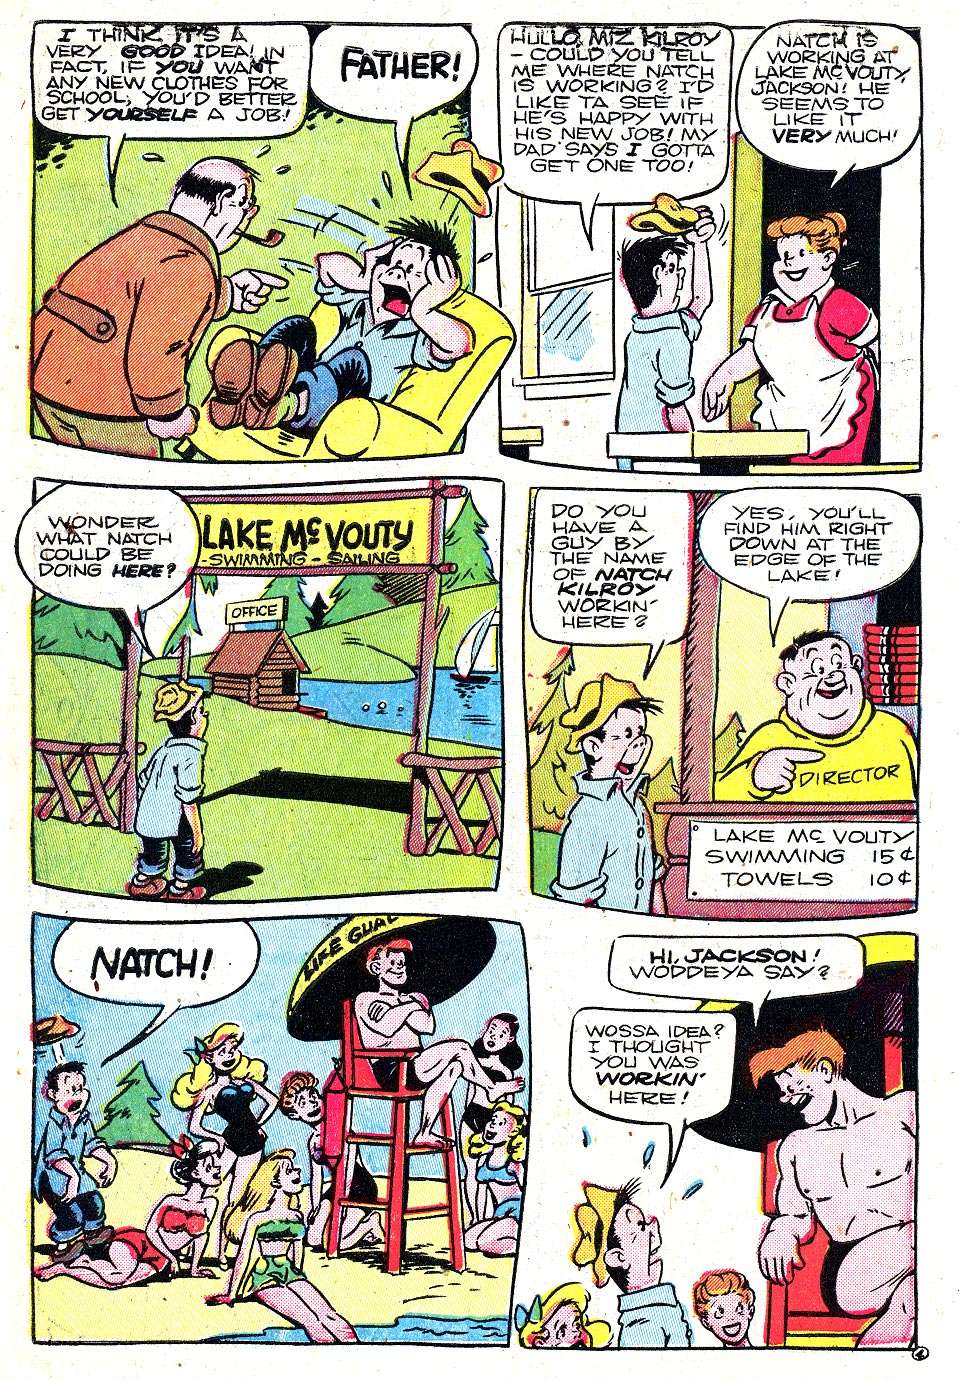 I THINK IT'S A
VERY GOOD IDEA! IN
FACT, IF YOU WANT
ANY NEW CLOTHES FOR
SCHOOL, YOU'D BETTER
GET YOURSELF A JOB!
FATHER!
HULLO, MIZ KILROY
- COULD YOU TELL
ME WHERE NATCH
IS WORKING? I'D
LIKE TA SEE IF
HE'S HAPPY WITH
HIS NEW JOB! MY
DAD SAYS I GOTTA
GET ONE TOO!
NATCH IS
WORKING AT
LAKE MCVOUTY,
JACKSON! HE
SEEMS TO
LIKE IT
VERY MUCH!
WONDER
WHAT NATCH
COULD BE
DOING HERE?
LAKE McVOUTY
-SWIMMING-SAILING
OFFICE
DO YOU
HAVE A
GUY BY
THE NAME
OF NATCH
KILROY
WORKIN'
HERE?
YES, YOU'LL
FIND HIM RIGHT
DOWN AT THE
EDGE OF THE
LAKE!
DIRECTOR
LAKE MC VOUTY
SWIMMING 15¢
TOWELS 10¢
NATCH!
LIFE GUA
HI, JACKSON!
WODDEYA SAY?
WOSSA IDEA?
I THOUGHT
YOU WAS
WORKIN'
HERE!
4